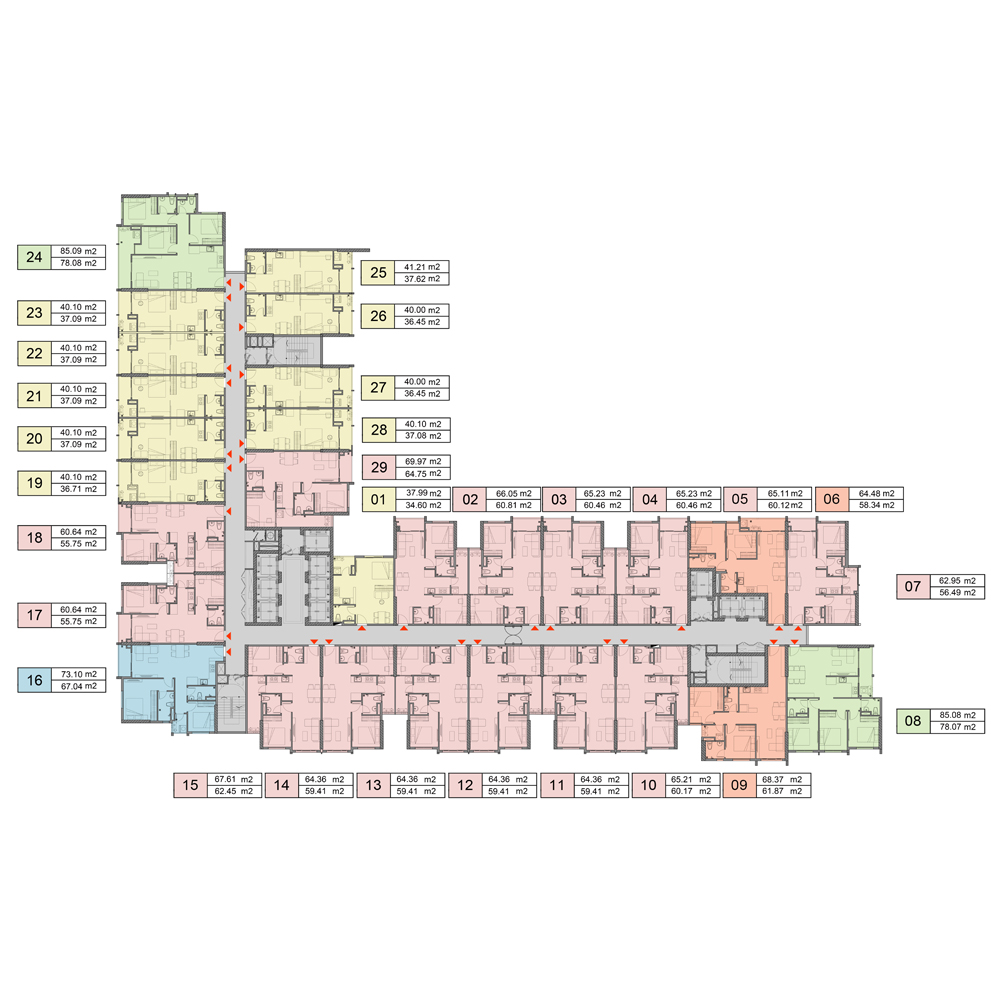 24
85.09 m2
78.08 m2
23
40.10 m2
37.09 m2
22
40.10 m2
37.09 m2
21
40.10 m2
37.09 m2
20
40.10 m2
37.09 m2
19
40.10 m2
36.71 m2
18
60.64 m2
55.75 m2
17
60.64 m2
55.75 m2
16
73.10 m2
67.04 m2
25
41.21 m2
37.62 m2
26
40.00 m2
36.45 m2
27
40.00 m2
36.45 m2
28
40.10 m2
37.08 m2
29
69.97 m2
64.75 m2
01
37.99 m2
34.60 m2
02
66.05 m2
60.81 m2
03
65.23 m2
60.46 m2
04
65.23 m2
60.46 m2
05
65.11 m2
60.12 m2
06
64.48 m2
58.34 m2
07
62.95 m2
56.49 m2
08
85.08 m2
78.07 m2
15
67.61 m2
62.45 m2
14
64.36 m2
59.41 m2
13
64.36 m2
59.41 m2
12
64.36 m2
59.41 m2
11
64.36 m2
59.41 m2
10
65.21 m2
60.17 m2
09
68.37 m2
61.87 m2